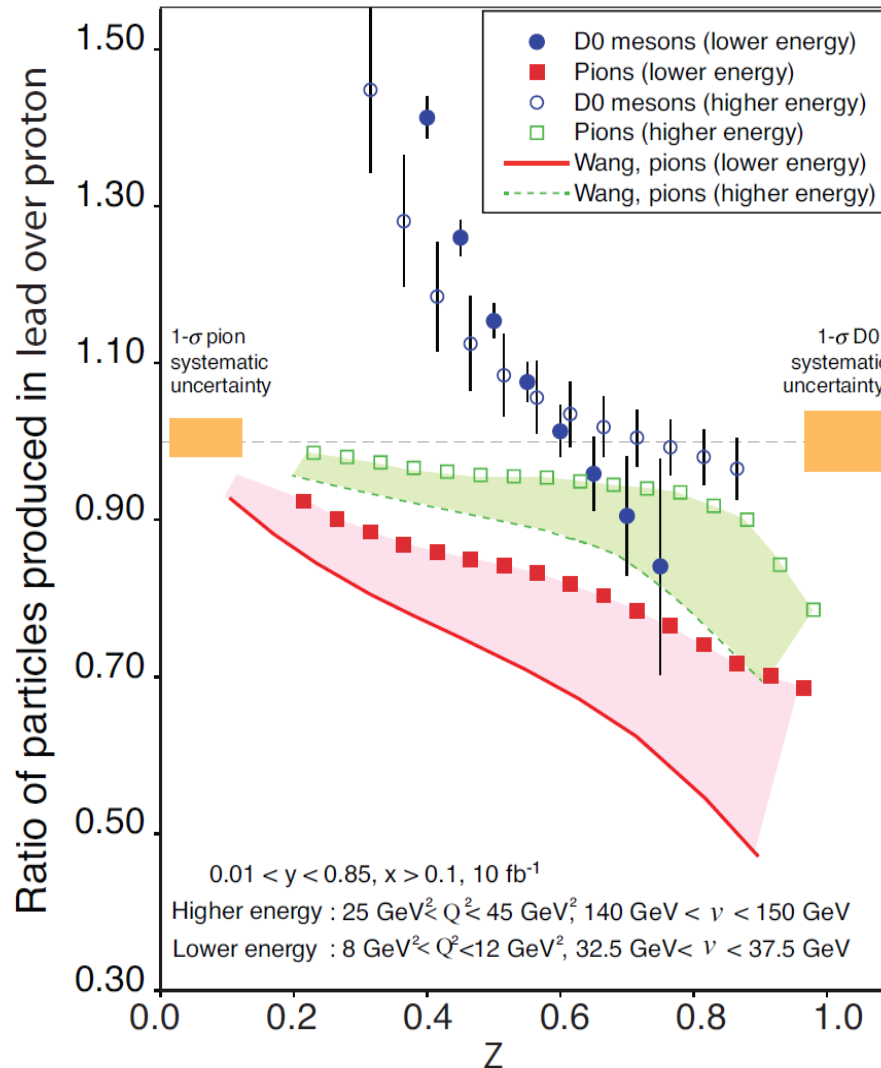 Ratio of particles produced in lead over proton
1.50
1.30
1.10
0.90
0.70
0.50
0.30
D0 mesons (lower energy)
Pions (lower energy)
D0 mesons (higher energy)
Pions (higher energy)
Wang, pions (lower energy)
Wang, pions (higher energy)
1-σ pion
systematic
uncertainty
1-σ D0
systematic
uncertainty
0.01 < y < 0.85, x > 0.1, 10 fb⁻¹
Higher energy : 25 GeV²< Q²< 45 GeV², 140 GeV < ν < 150 GeV
Lower energy : 8 GeV²< Q²<12 GeV², 32.5 GeV< ν < 37.5 GeV
0.0 0.2 0.4 0.6 0.8 1.0
Z